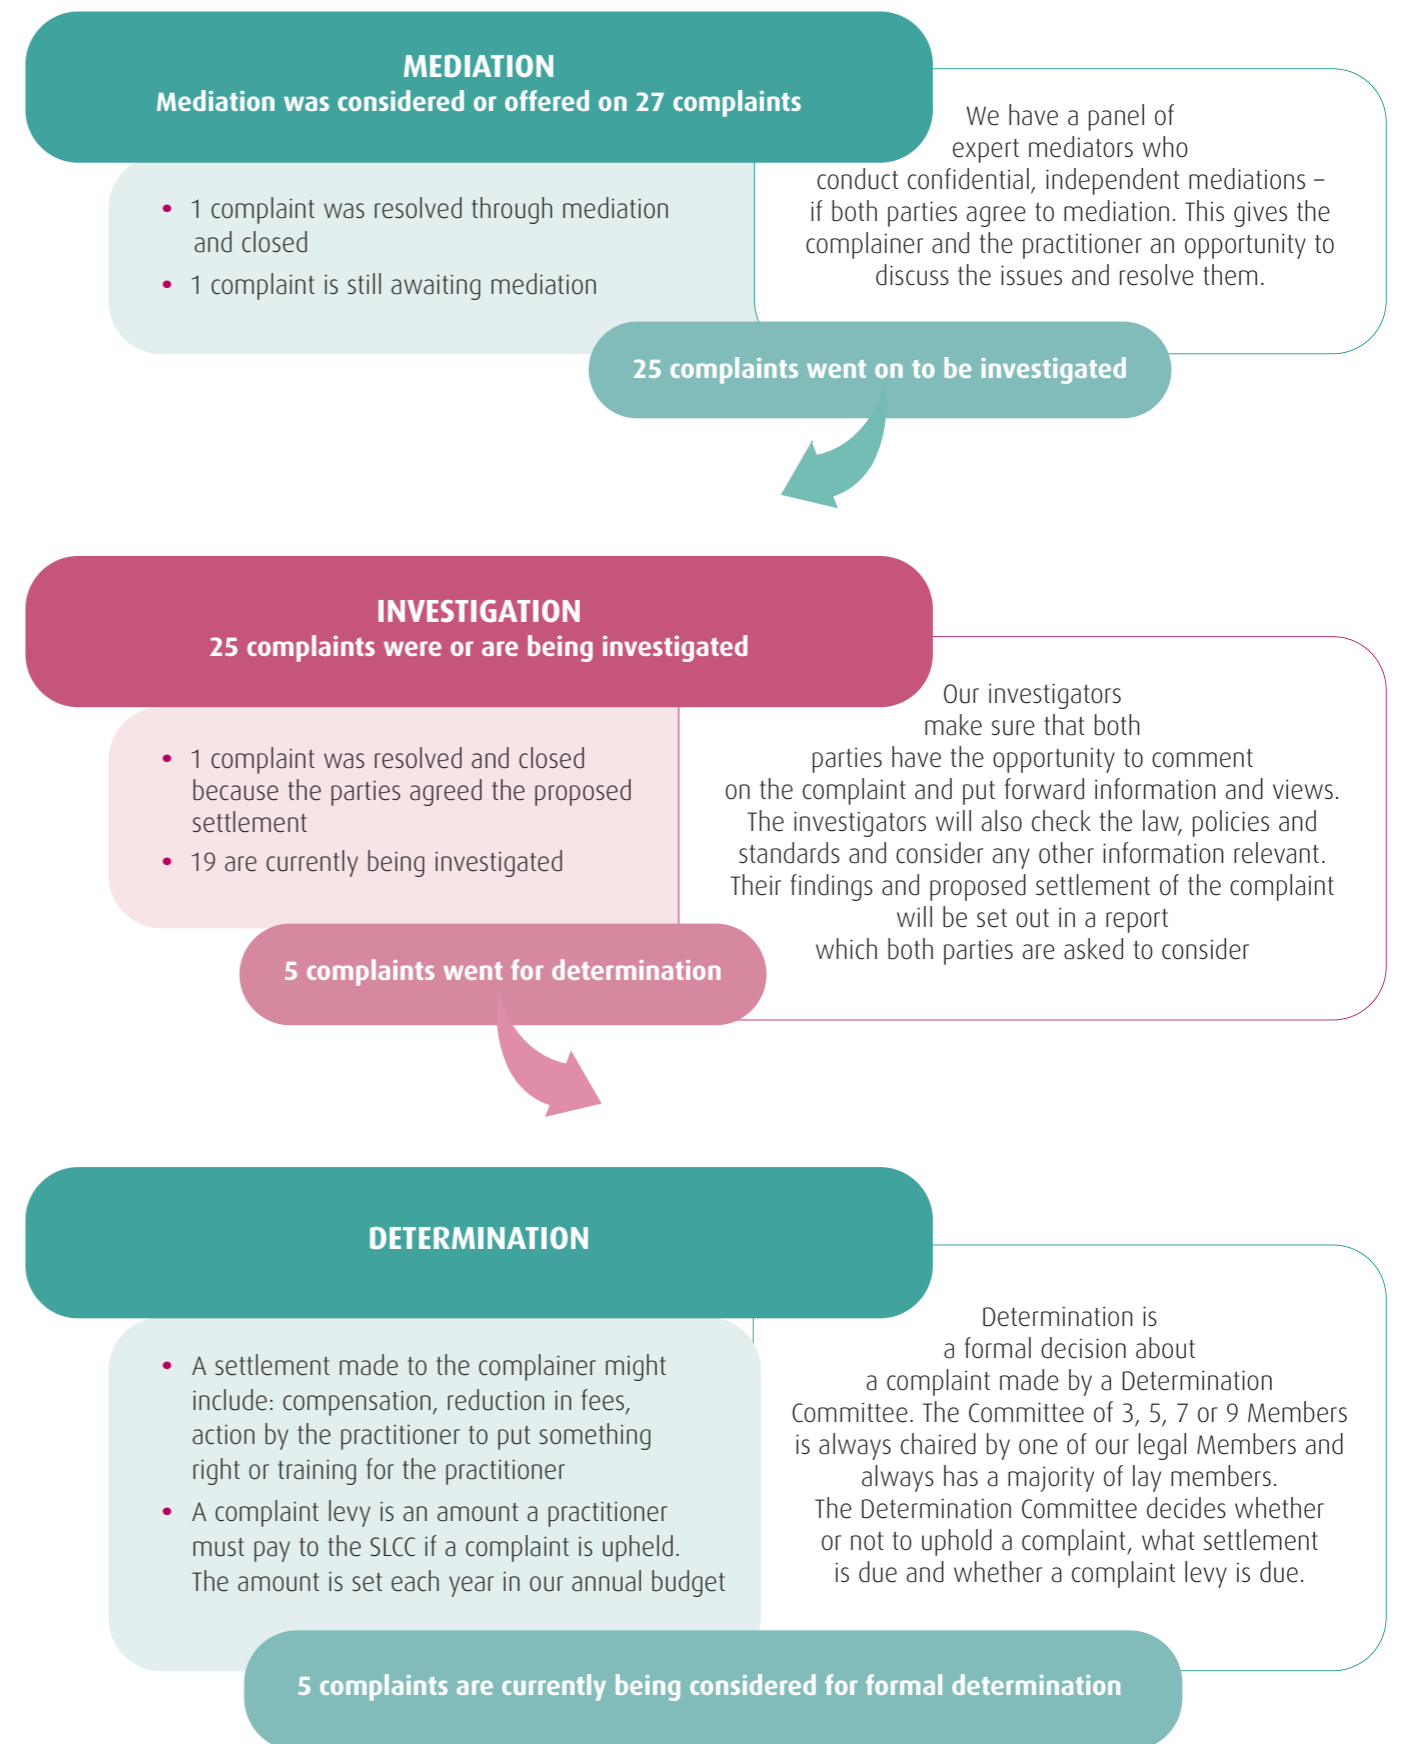 MEDIATION
Mediation was considered or offered on 27 complaints
• 1 complaint was resolved through mediation
and closed
• 1 complaint is still awaiting mediation
We have a panel of
expert mediators who
conduct confidential, independent mediations –
if both parties agree to mediation. This gives the
complainer and the practitioner an opportunity to
discuss the issues and resolve them.
25 complaints went on to be investigated
INVESTIGATION
25 complaints were or are being investigated
• 1 complaint was resolved and closed
because the parties agreed the proposed
settlement
• 19 are currently being investigated
Our investigators
make sure that both
parties have the opportunity to comment
on the complaint and put forward information and views.
The investigators will also check the law, policies and
standards and consider any other information relevant.
Their findings and proposed settlement of the complaint
will be set out in a report
which both parties are asked to consider
5 complaints went for determination
DETERMINATION
• A settlement made to the complainer might
include: compensation, reduction in fees,
action by the practitioner to put something
right or training for the practitioner
• A complaint levy is an amount a practitioner
must pay to the SLCC if a complaint is upheld.
The amount is set each year in our annual budget
Determination is
a formal decision about
a complaint made by a Determination
Committee. The Committee of 3, 5, 7 or 9 Members
is always chaired by one of our legal Members and
always has a majority of lay members.
The Determination Committee decides whether
or not to uphold a complaint, what settlement
is due and whether a complaint levy is due.
5 complaints are currently being considered for formal determination